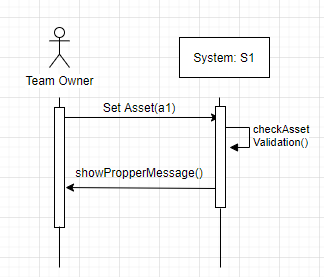 Team Owner
System: S1
Set Asset(a1)
checkAsset
Validation()
showPropperMessage()